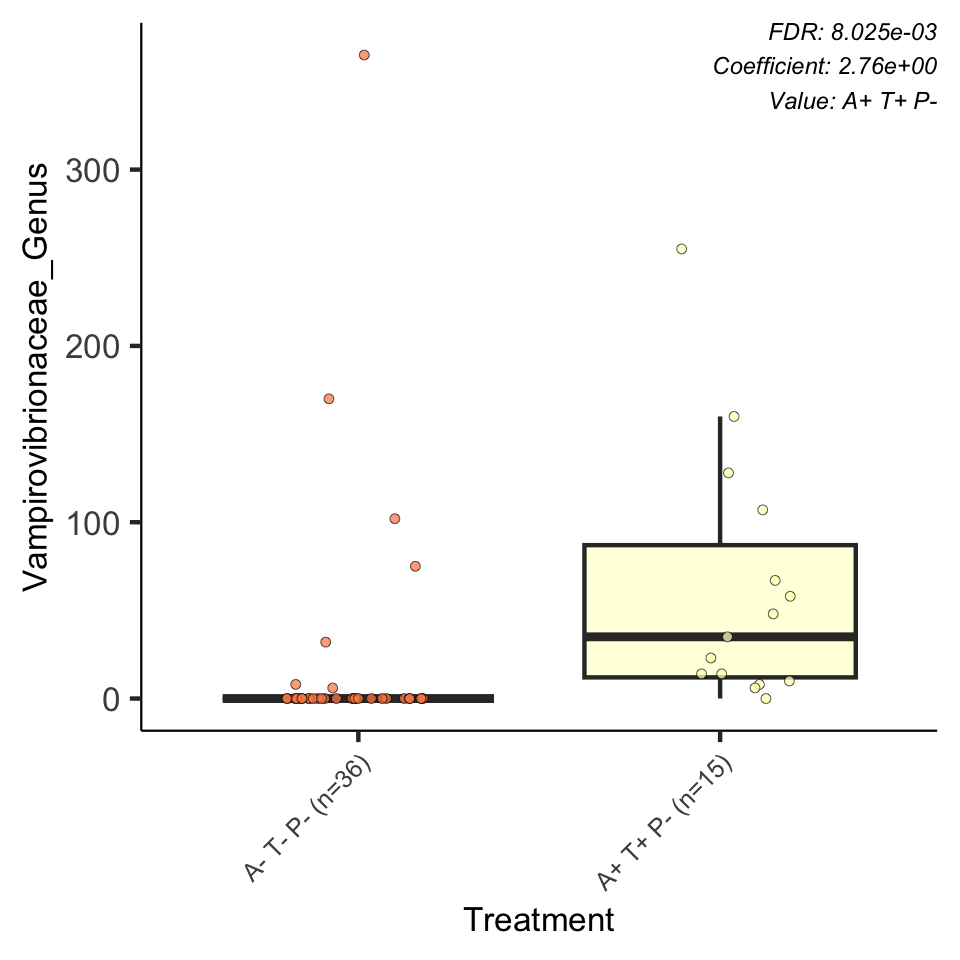 FDR: 8.025e-03
Coefficient: 2.76e+00
Value: A+ T+ P-
Vampirovibrionaceae_Genus
300
200
100
0
A- T- P- (n=36)
A+ T+ P- (n=15)
Treatment